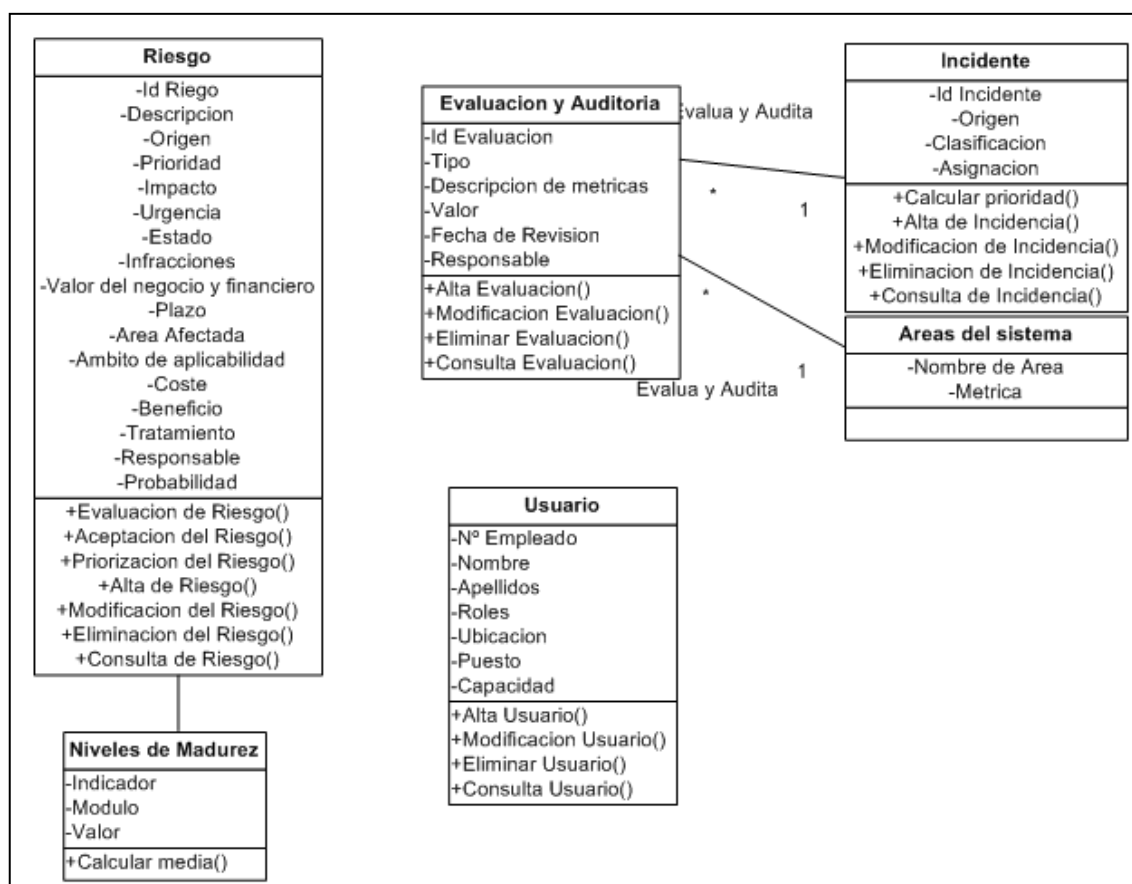 Riesgo
-Id Riego
-Descripcion
-Origen
-Prioridad
-Impacto
-Urgencia
-Estado
-Infracciones
-Valor del negocio y financiero
-Plazo
-Area Afectada
-Ambito de aplicabilidad
-Coste
-Beneficio
-Tratamiento
-Responsable
-Probabilidad
+Evaluacion de Riesgo()
+Aceptacion del Riesgo()
+Priorizacion del Riesgo()
+Alta de Riesgo()
+Modificacion del Riesgo()
+Eliminacion del Riesgo()
+Consulta de Riesgo()
Niveles de Madurez
-Indicador
-Modulo
-Valor
+Calcular media()
Evaluacion y Auditoria
-Id Evaluacion
-Tipo
-Descripcion de metricas
-Valor
-Fecha de Revision
-Responsable
+Alta Evaluacion()
+Modificacion Evaluacion()
+Eliminar Evaluacion()
+Consulta Evaluacion()
Evalua y Audita
*
1
*
1
Evalua y Audita
Incidente
-Id Incidente
-Origen
-Clasificacion
-Asignacion
+Calcular prioridad()
+Alta de Incidencia()
+Modificacion de Incidencia()
+Eliminacion de Incidencia()
+Consulta de Incidencia()
Areas del sistema
-Nombre de Area
-Metrica
Usuario
-Nº Empleado
-Nombre
-Apellidos
-Roles
-Ubicacion
-Puesto
-Capacidad
+Alta Usuario()
+Modificacion Usuario()
+Eliminar Usuario()
+Consulta Usuario()